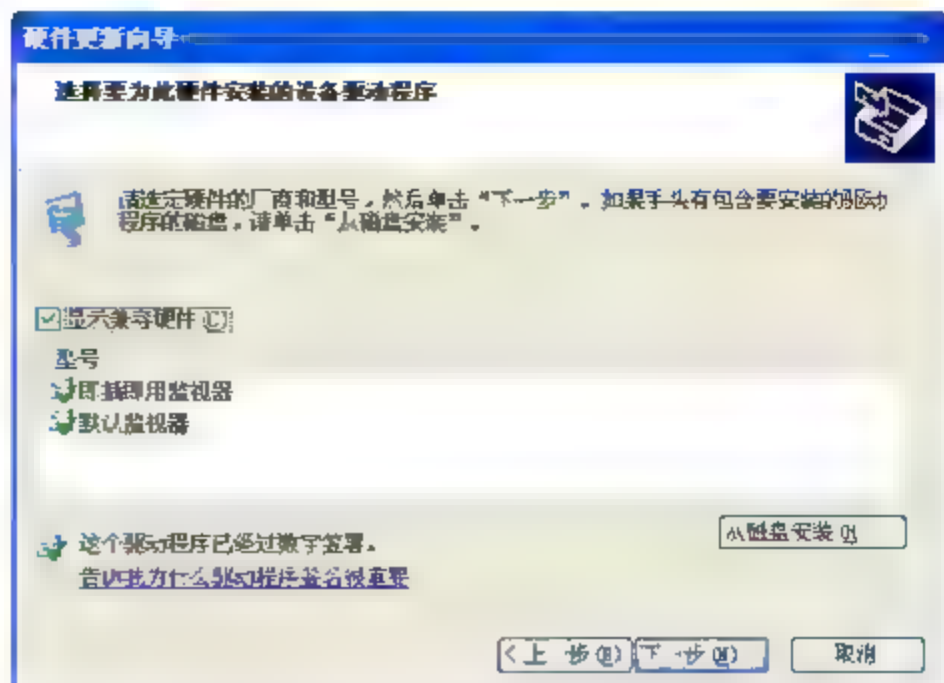 硬件更新向导
选择要为此硬件安装的设备驱动程序
请选定硬件的厂商和型号，然后单击“下一步”。如果手头有包含要安装的驱动
程序的磁盘，请单击“从磁盘安装”。
显示兼容硬件(C)
型号
即插即用监视器
默认监视器
这个驱动程序已经过数字签署。
从磁盘安装(H)
告诉我为什么驱动程序签名很重要
<上一步(B)
下一步(N)
取消